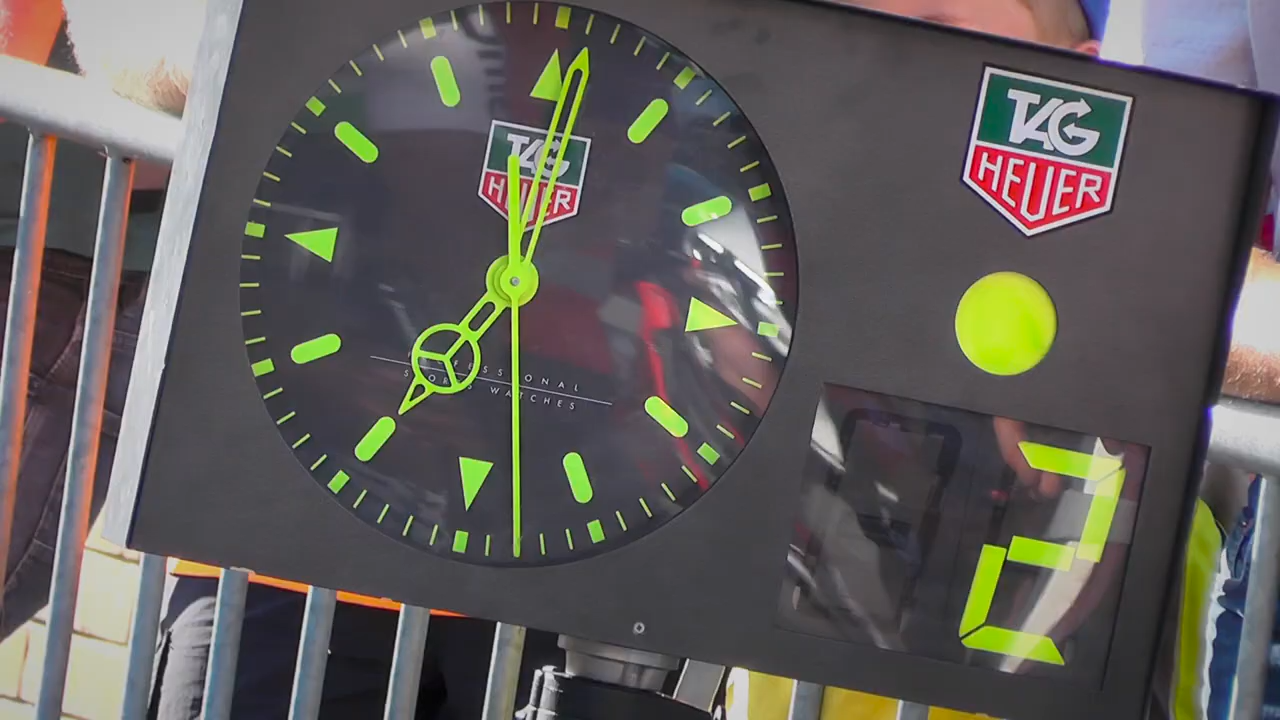 TAG
HEUER
PROFESSIONAL
SPORTS WATCHES
TAG
HEUER
2